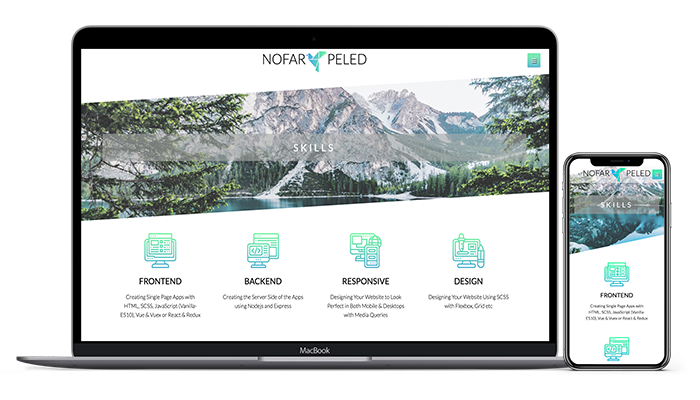 NOFAR PELED
SKILLS
FRONTEND
Creating Single Page Apps with
HTML, SCSS, JavaScript (Vanilla-
ES10), Vue & Vuex or React & Redux
BACKEND
Creating the Server Side of the Apps
using Nodejs and Express
RESPONSIVE
Designing Your Website to Look
Perfect in Both Mobile & Desktops
with Media Queries
DESIGN
Designing Your Website Using SCSS
with Flexbox, Grid etc
MacBook
NOFAR PELED
SKILLS
FRONTEND
Creating Single Page Apps with
HTML, SCSS, JavaScript (Vanilla-
ES10), Vue & Vuex or React & Redux